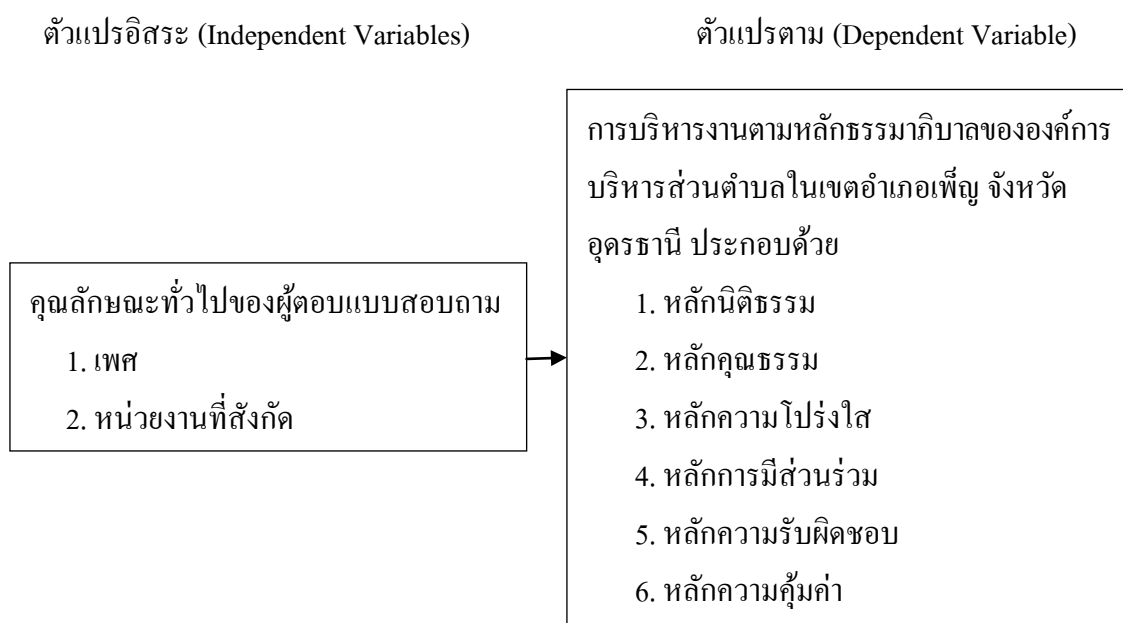 ตัวแปรอิสระ (Independent Variables)
ตัวแปรตาม (Dependent Variable)
คุณลักษณะทั่วไปของผู้ตอบแบบสอบถาม
1. เพศ
2. หน่วยงานที่สังกัด
การบริหารงานตามหลักธรรมาภิบาลขององค์การ
บริหารส่วนตำบลในเขตอำเภอเพ็ญ จังหวัด
อุดรธานี ประกอบด้วย
1. หลักนิติธรรม
2. หลักคุณธรรม
3. หลักความโปร่งใส
4. หลักการมีส่วนร่วม
5. หลักความรับผิดชอบ
6. หลักความคุ้มค่า